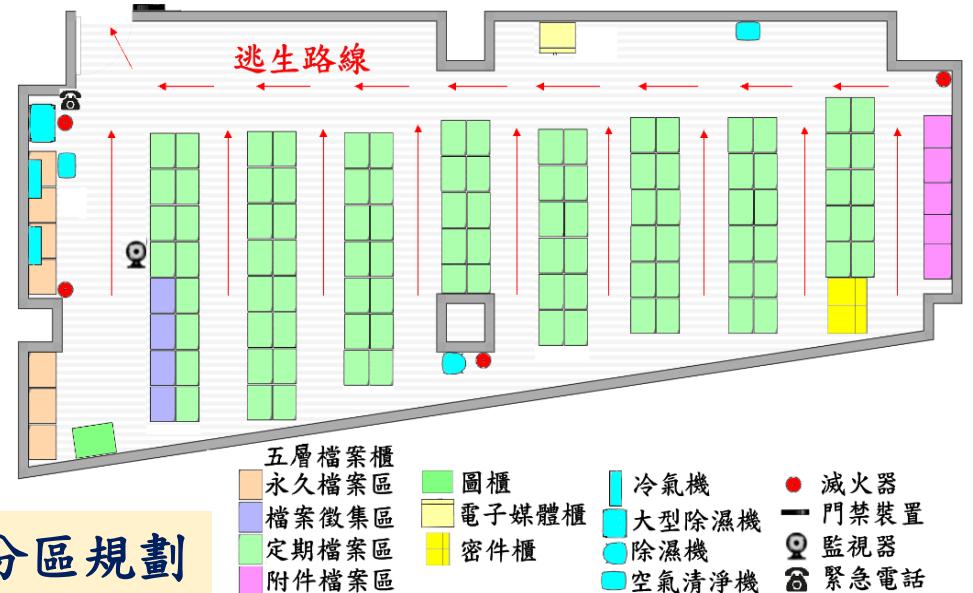 逃生路線
五層檔案櫃
永久檔案區
檔案徵集區
定期檔案區
附件檔案區
圖櫃
電子媒體櫃
密件櫃
冷氣機
大型除濕機
除濕機
空氣清淨機
滅火器
門禁裝置
監視器
緊急電話
分區規劃